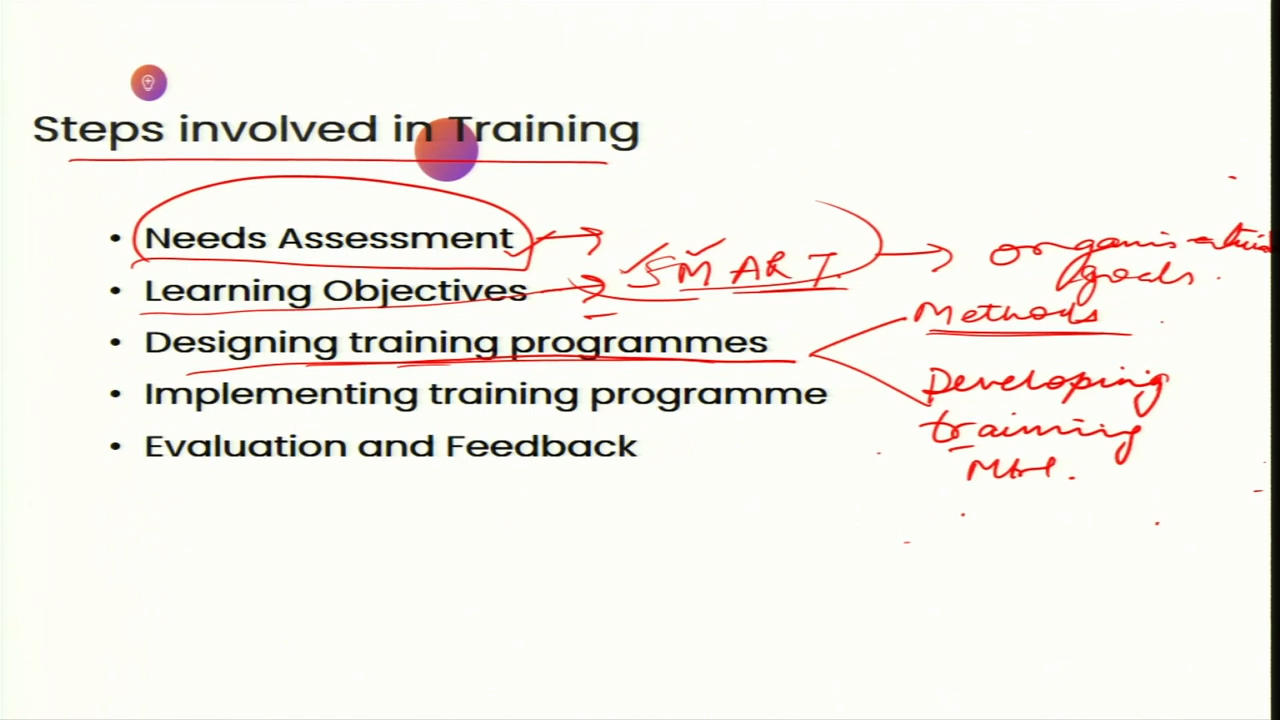 Steps involved in Training
• Needs Assessment
• Learning Objectives
SMART
organisational
goals.
• Designing training programmes
Methods
Developing
training
• Implementing training programme
• Evaluation and Feedback